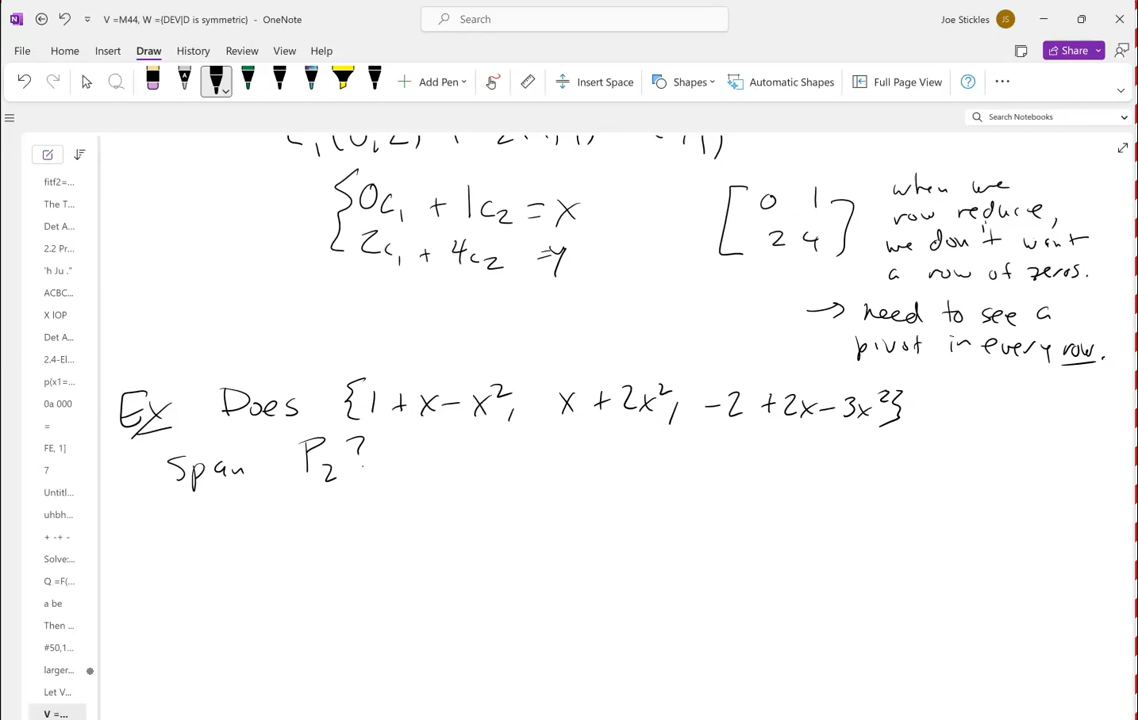 V =M44, W ={DEV|D is symmetric} - OneNote
Search
Joe Stickles
JS
File Home Insert Draw History Review View Help
Share
Add Pen
Insert Space
Shapes
Automatic Shapes
Full Page View
Search Notebooks
fitf2=...
The T...
Det A...
2.2 Pr...
'h Ju ."
ACBC...
X IOP
Det A...
2.4-El...
p(x1=...
0a 000
=
FE, 1]
7
Untitl...
uhbh...
+ -+ -
Solve:...
Q =F(...
a be
Then ...
#50,1...
larger...
Let V...
V =...
0c₁ + 1c₂ = x
2c₁ + 4c₂ = y
0 1
2 4
when we
row reduce,
we don't want
a row of zeros.
→ need to see a
pivot in every row.
Ex Does {1 + x - x², x + 2x², -2 + 2x - 3x²}
span P₂ ?